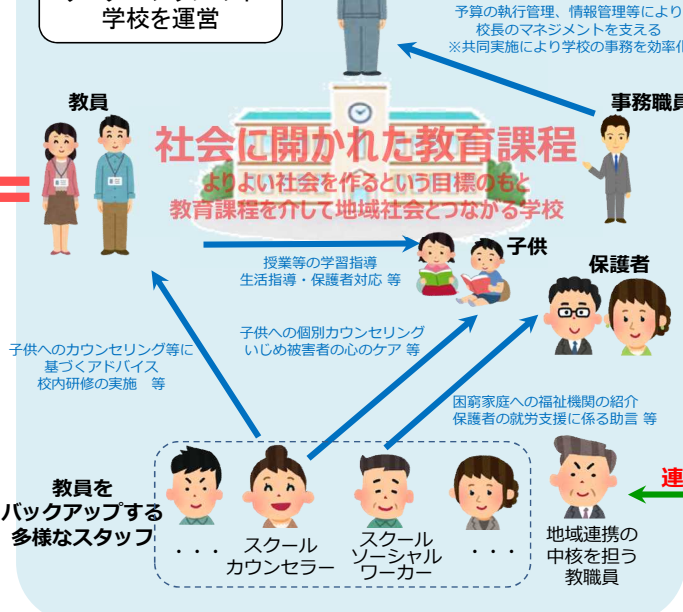 学校を運営
予算の執行管理、情報管理等により
校長のマネジメントを支える
※共同実施により学校の事務を効率化
教員
事務職員
社会に開かれた教育課程
よりよい社会を作るという目標のもと
教育課程を介して地域社会とつながる学校
授業等の学習指導
生活指導・保護者対応 等
子供
保護者
子供へのカウンセリング等に
基づくアドバイス
校内研修の実施　等
子供への個別カウンセリング
いじめ被害者の心のケア 等
困窮家庭への福祉機関の紹介
保護者の就労支援に係る助言 等
教員を
バックアップする
多様なスタッフ
・・・
スクール
カウンセラー
スクール
ソーシャル
ワーカー
・・・
連
地域連携の
中核を担う
教職員